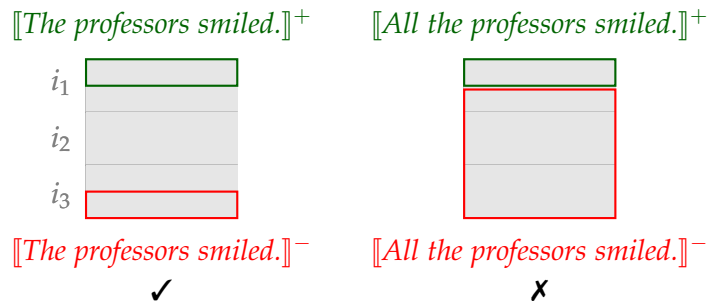 ⟦The professors smiled.⟧⁺ ⟦All the professors smiled.⟧⁺
i₁
i₂
i₃
⟦The professors smiled.⟧⁻ ⟦All the professors smiled.⟧⁻
✓ ✗